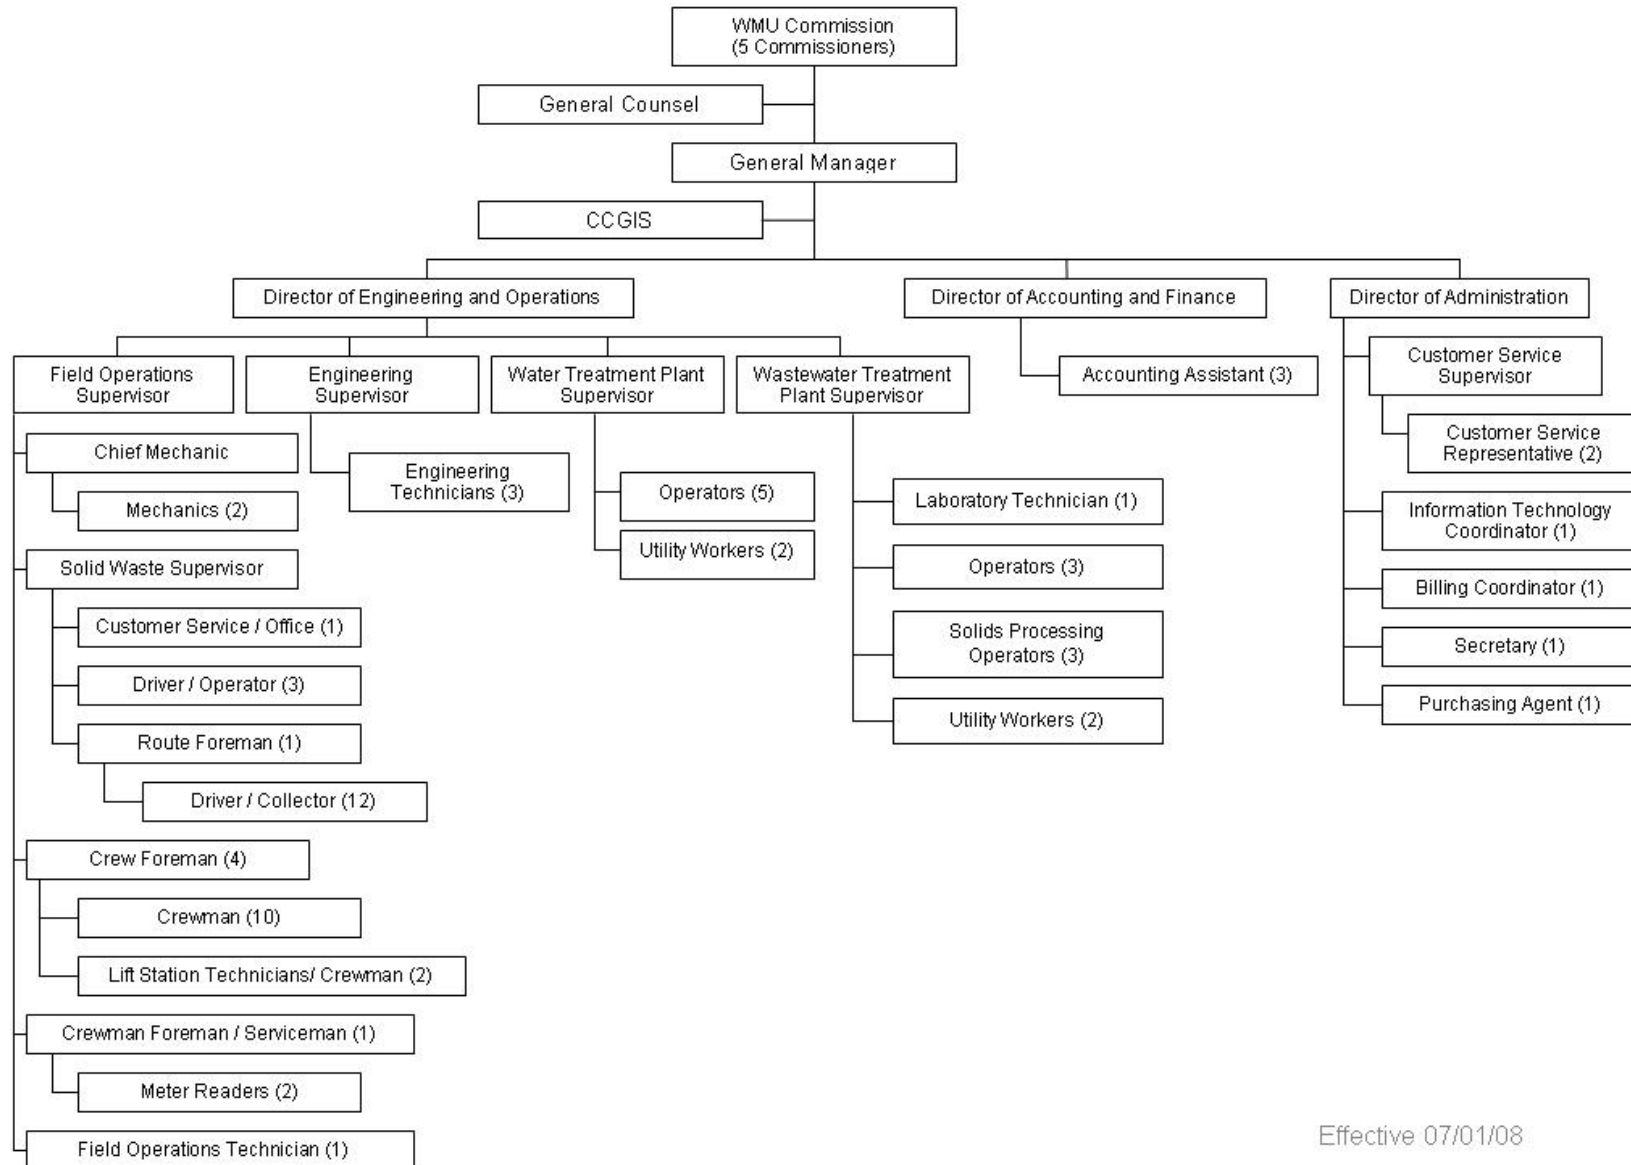 WMU Commission
(5 Commissioners)
General Counsel
General Manager
CCGIS
Director of Engineering and Operations
Director of Accounting and Finance
Director of Administration
Field Operations
Supervisor
Engineering
Supervisor
Water Treatment Plant
Supervisor
Wastewater Treatment
Plant Supervisor
Accounting Assistant (3)
Customer Service
Supervisor
Customer Service
Representative (2)
Information Technology
Coordinator (1)
Billing Coordinator (1)
Secretary (1)
Purchasing Agent (1)
Chief Mechanic
Mechanics (2)
Solid Waste Supervisor
Customer Service / Office (1)
Driver / Operator (3)
Route Foreman (1)
Driver / Collector (12)
Crew Foreman (4)
Crewman (10)
Lift Station Technicians/ Crewman (2)
Crewman Foreman / Serviceman (1)
Meter Readers (2)
Field Operations Technician (1)
Engineering
Technicians (3)
Operators (5)
Utility Workers (2)
Laboratory Technician (1)
Operators (3)
Solids Processing
Operators (3)
Utility Workers (2)
Effective 07/01/08